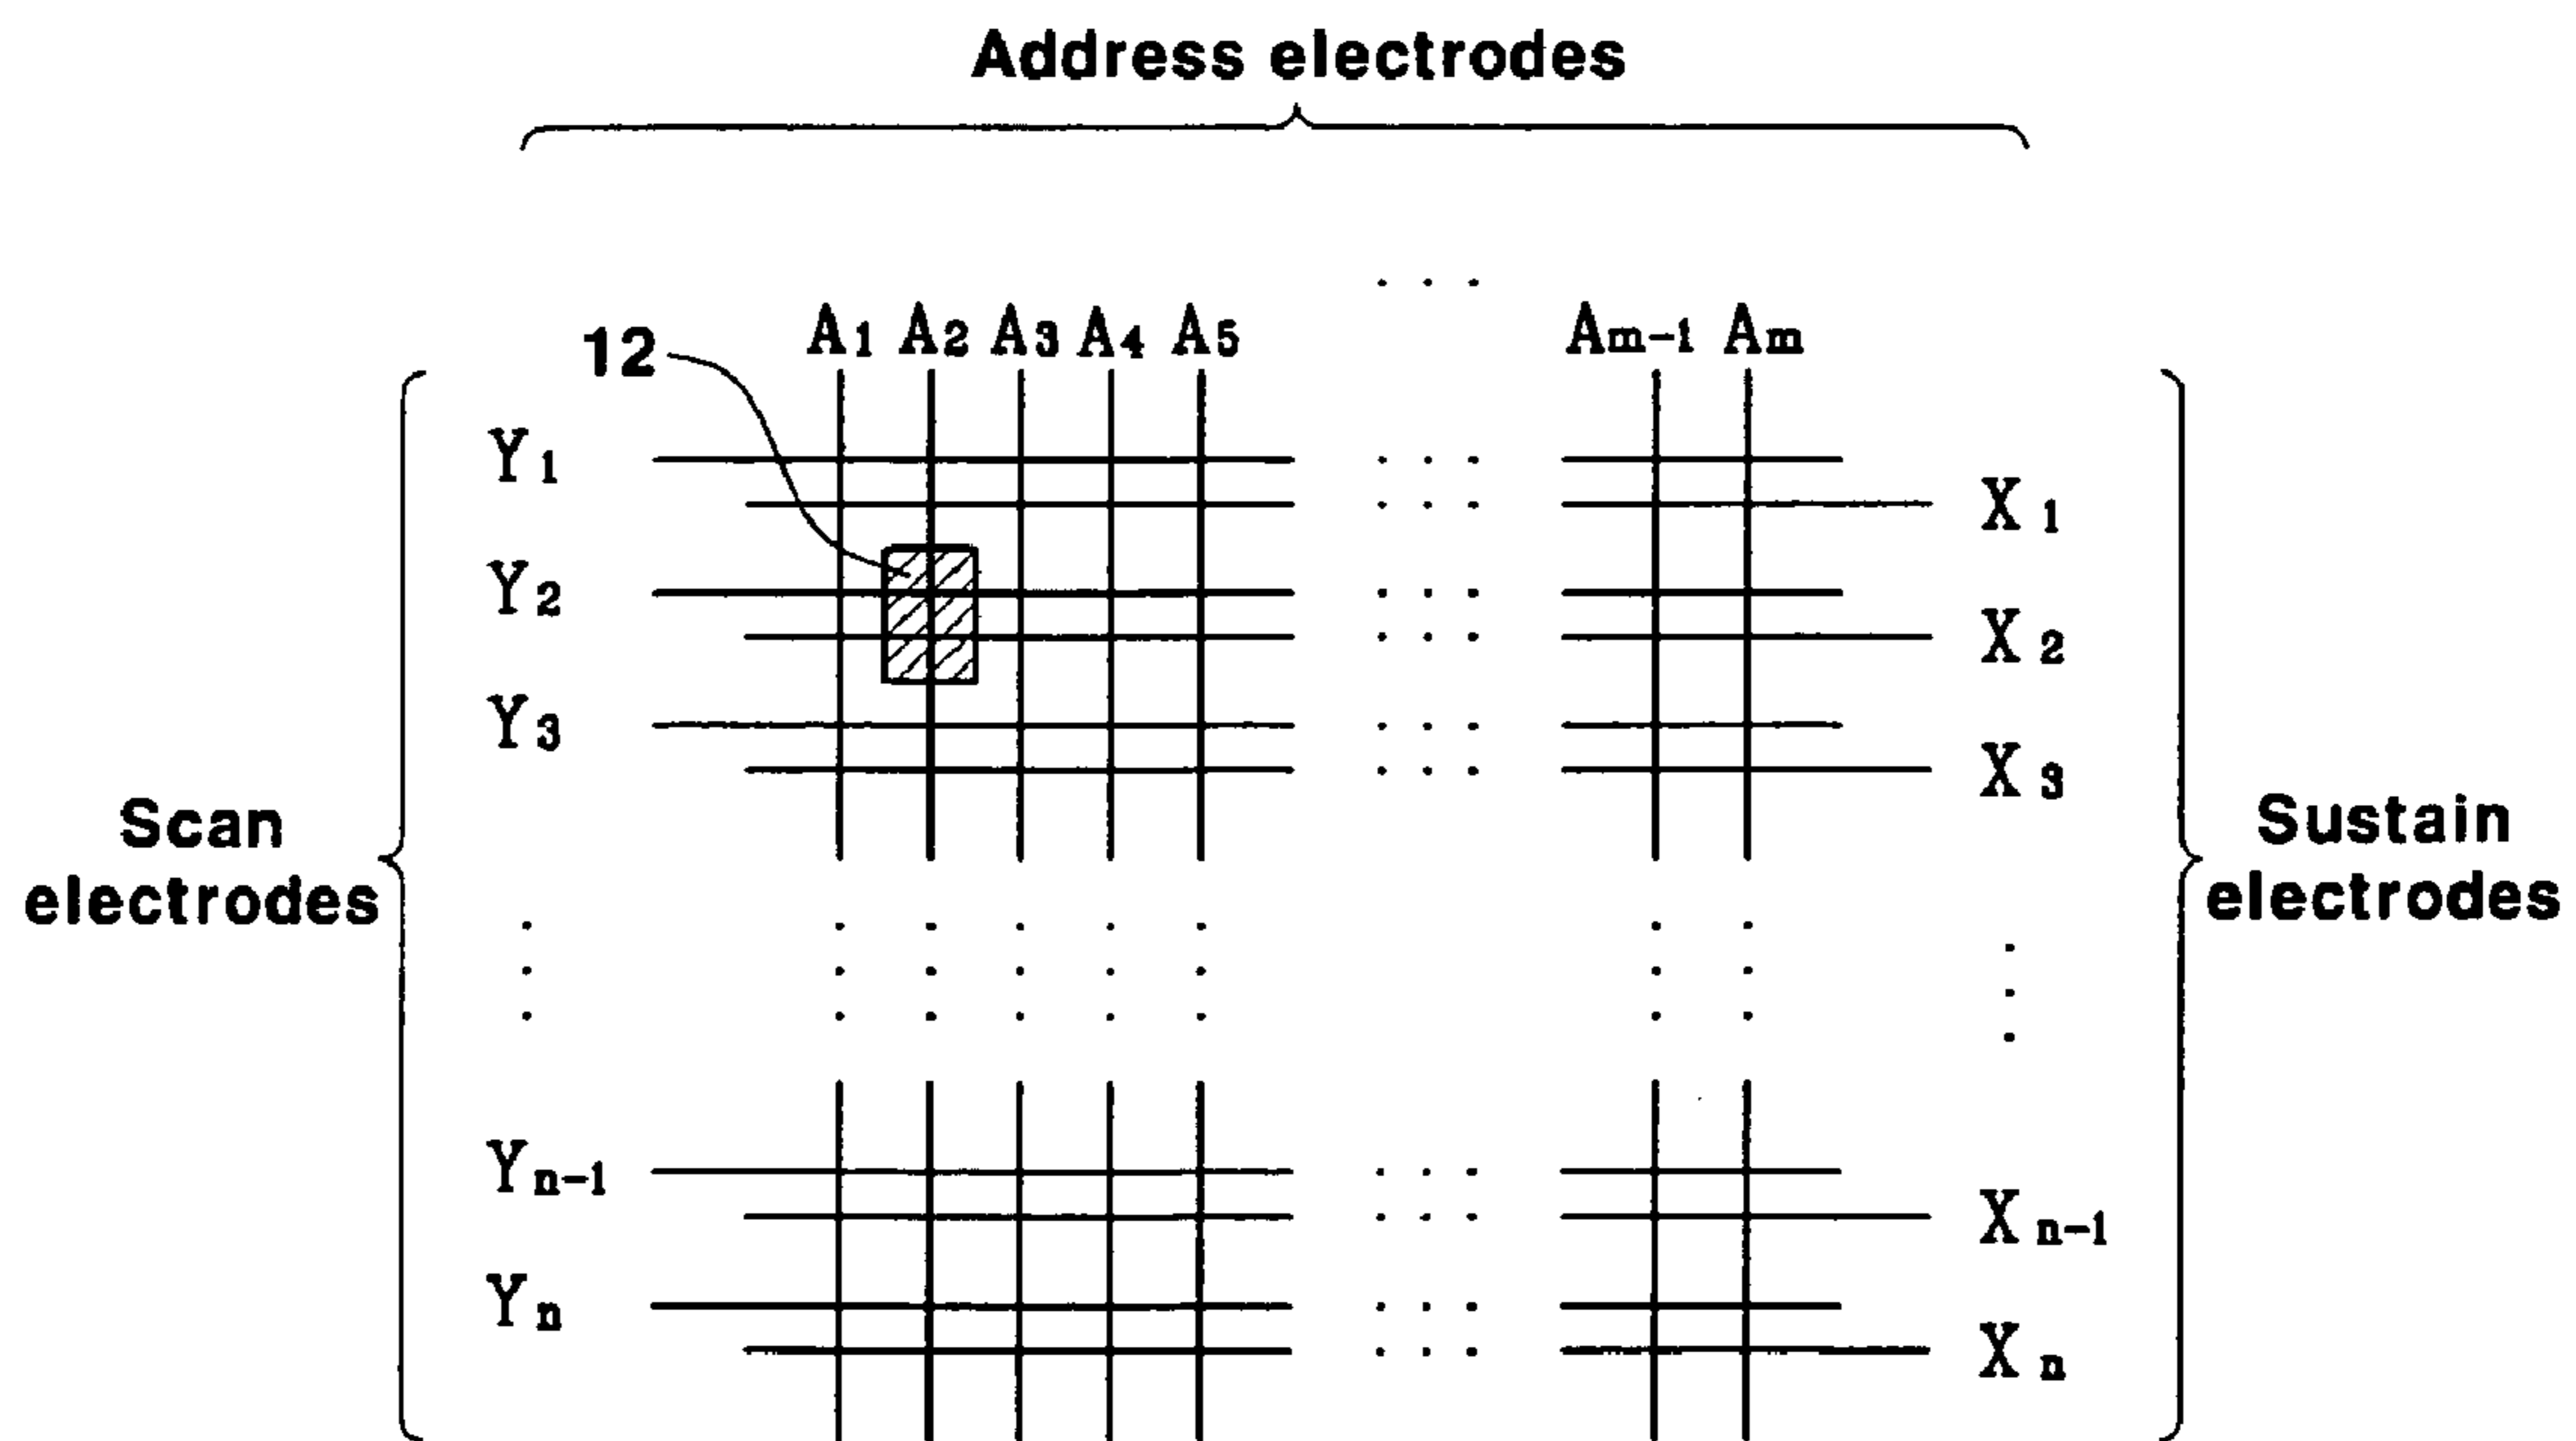 Address electrodes
. . .
A1 A2 A3 A4 A5 Am-1 Am
12
Y1
X1
Y2
X2
Y3
X3
Scan
electrodes
Sustain
electrodes
Yn-1
Xn-1
Yn
Xn